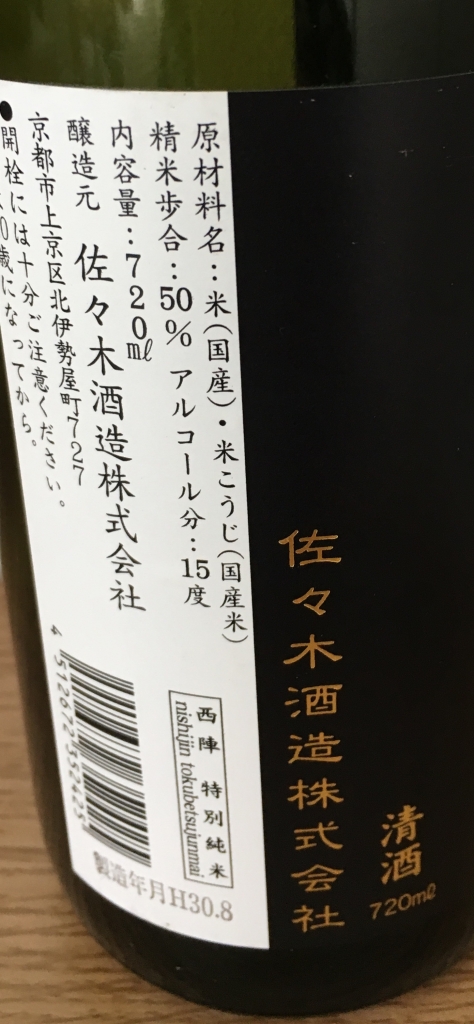 清酒
720ml
佐々木酒造株式会社
原材料名:米(国産)・米こうじ(国産米)
精米歩合:50% アルコール分:15度
内容量:720ml
醸造元 佐々木酒造株式会社
京都市上京区北伊勢屋町727
●開栓には十分ご注意ください。
0歳になってから。
西陣 特別純米
nishijin tokubetsujunmai
4 512672 352425
製造年月H30.8